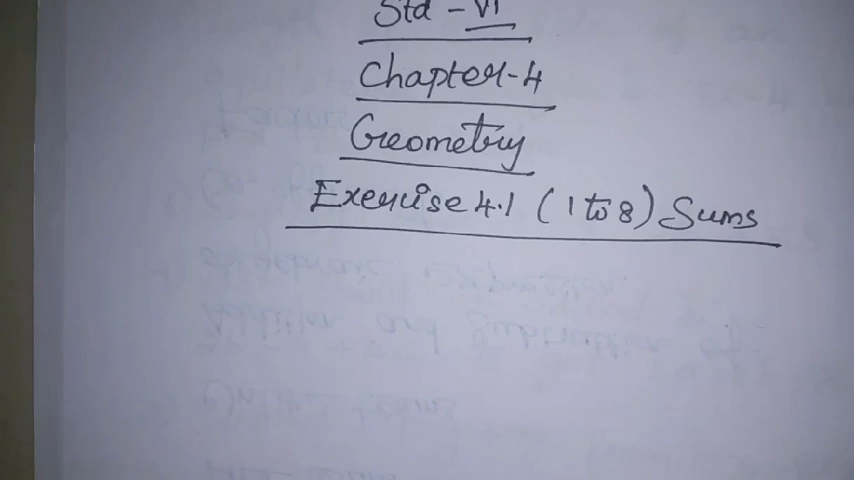 Std - VI
Chapter-4
Geometry
Exercise 4.1 (1 to 8) Sums